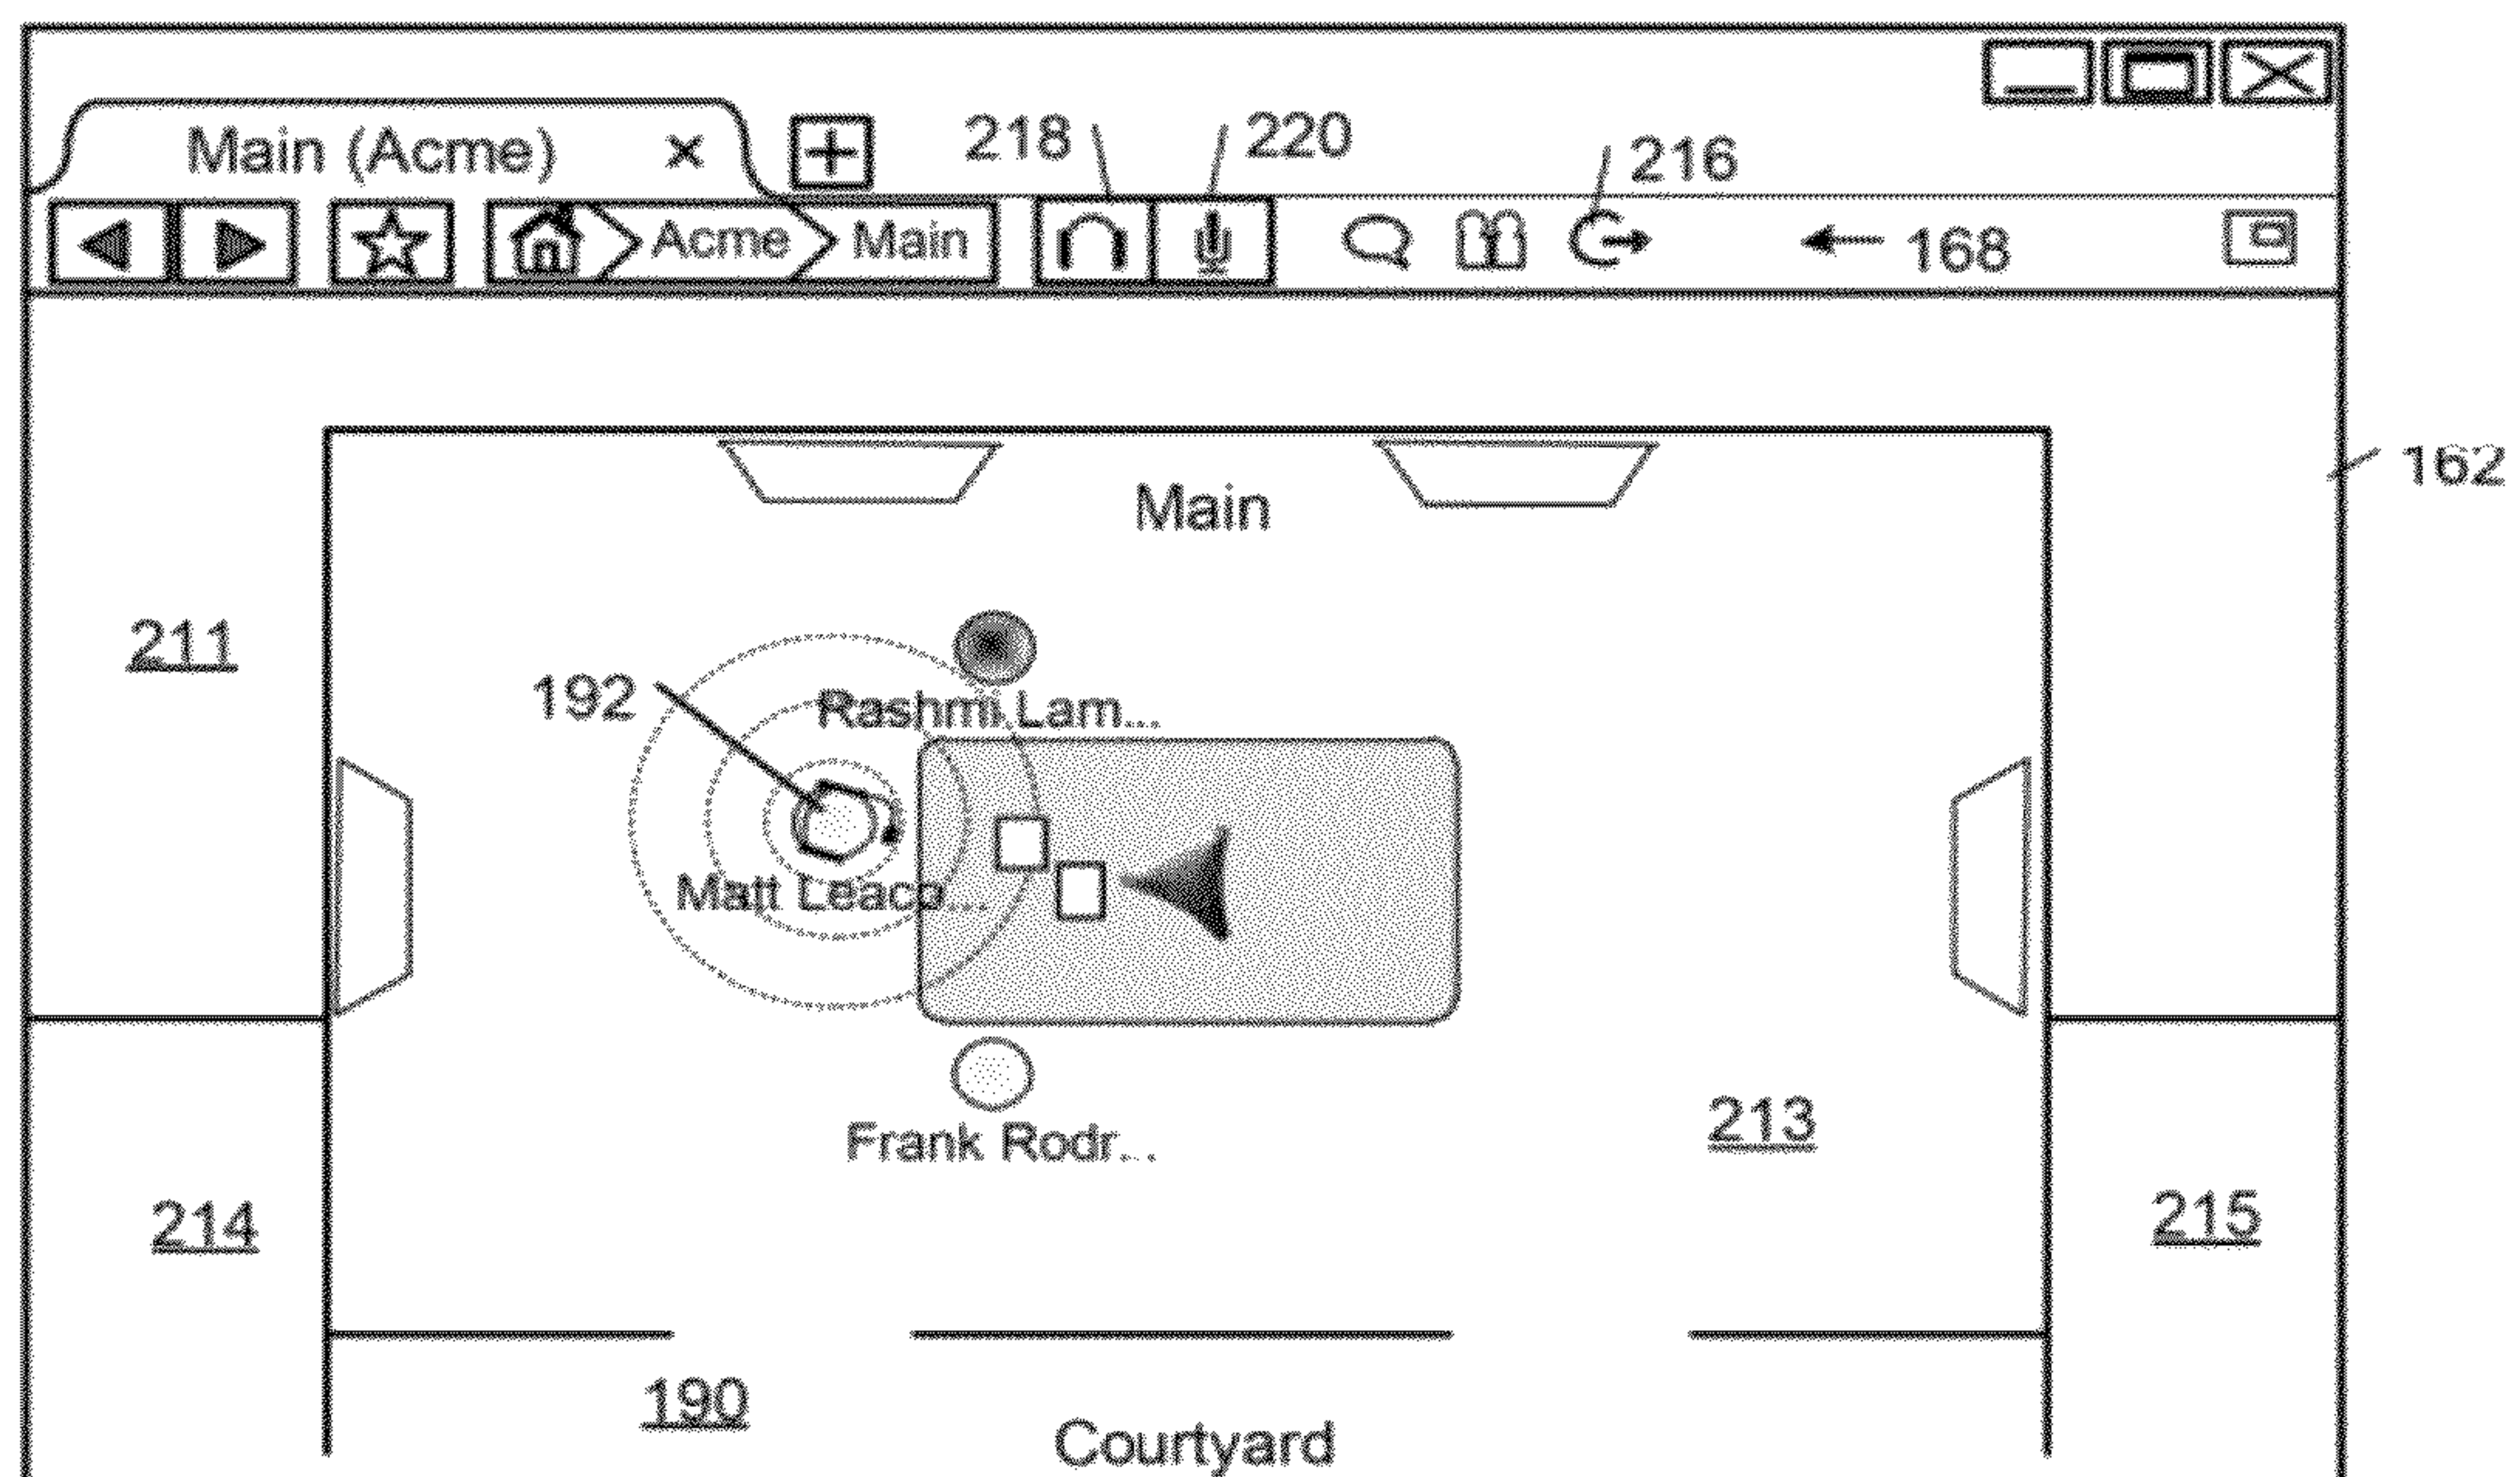 Main (Acme) ×
218
220
216
Acme
Main
168
162
Main
211
192
Rashmi Lam...
Matt Leaco...
Frank Rodr...
213
214
215
190
Courtyard